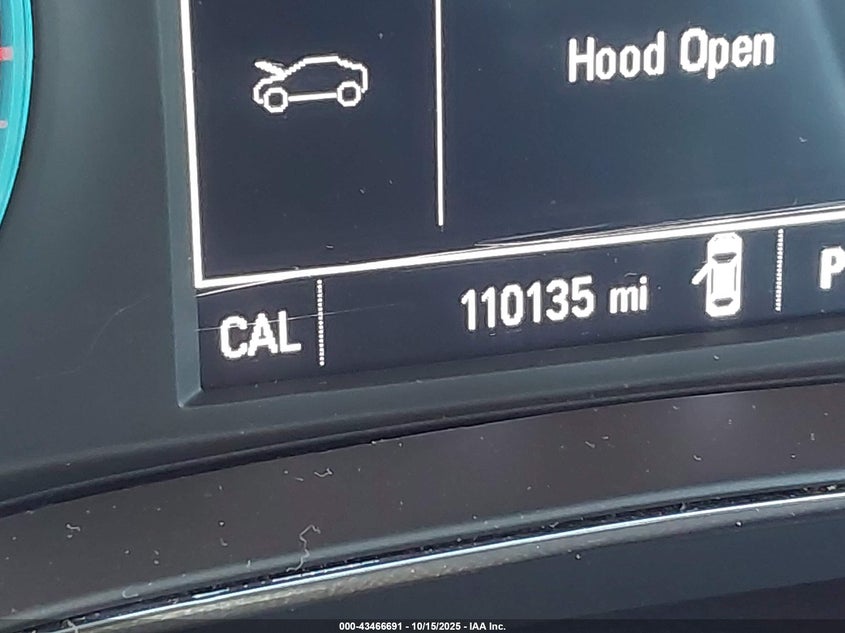 Hood Open
CAL
110135 mi
P
000-43466691 - 10/15/2025 - IAA Inc.